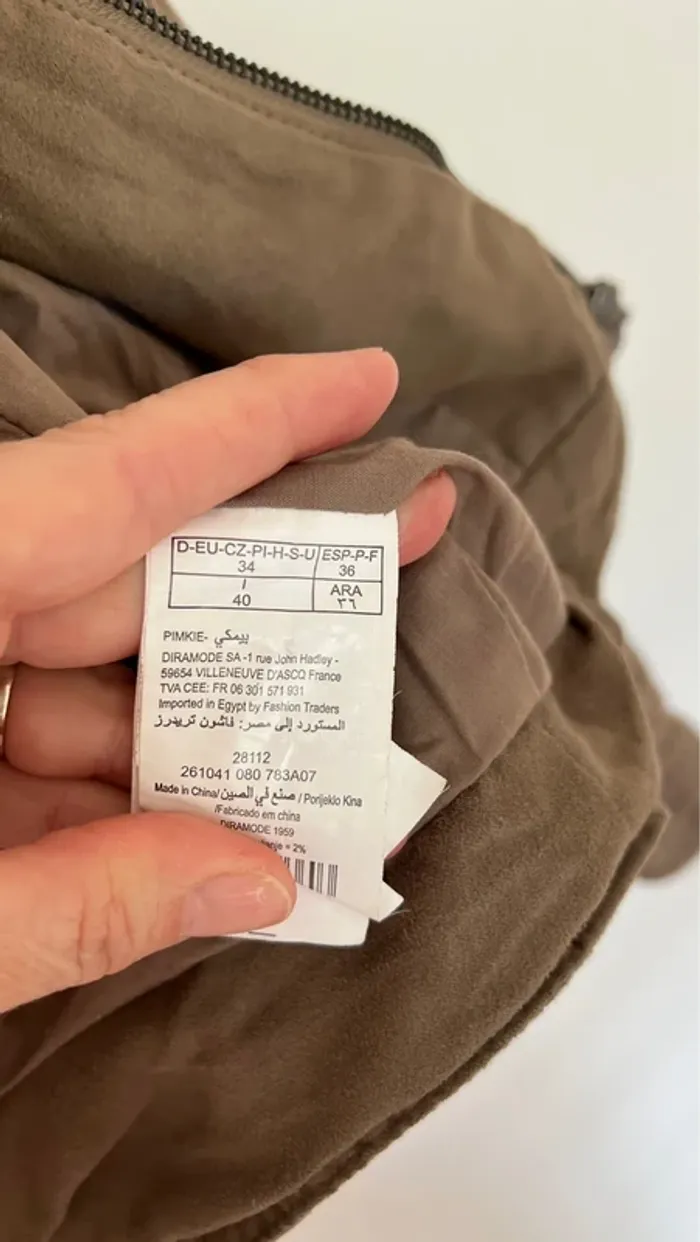 D-EU-CZ-PI-H-S-U ESP-P-F
34 36
I ARA
40 ٣٦
PIMKIE- بيمكي
DIRAMODE SA -1 rue John Hadley -
59654 VILLENEUVE D'ASCQ France
TVA CEE: FR 06 301 571 931
Imported in Egypt by Fashion Traders
المستورد إلى مصر: فاشون تريدرز
28112
261041 080 783A07
Made in China/صنع في الصين / Porijeklo Kina
/Fabricado em china
DIRAMODE 1959
= 2%